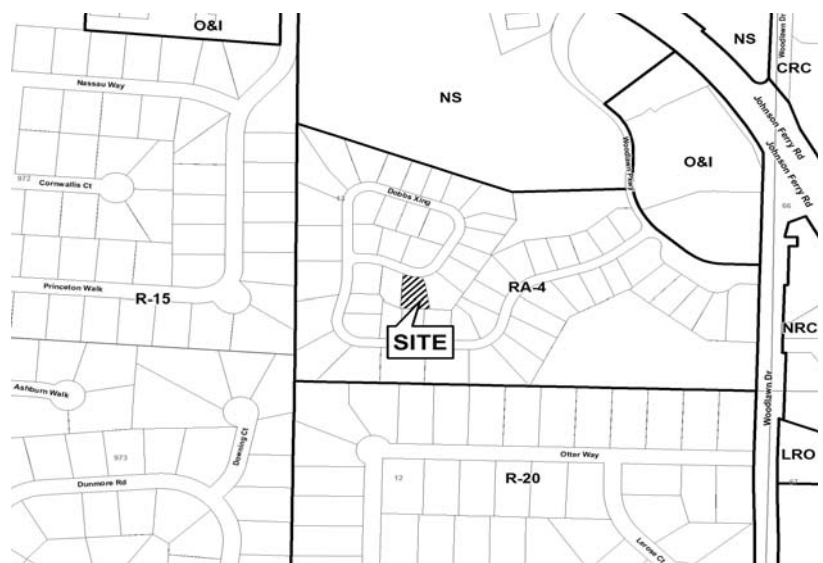 O&I
NS
Woodlawn Dr
CRC
Nassau Way
NS
Johnson Ferry Rd
Johnson Ferry Rd
O&I
972
Cornwallis Ct
13
Dobbs Xing
66
Princeton Walk
R-15
RA-4
SITE
NRC
Ashburn Walk
Downing Ct
Woodlawn Dr
973
Otter Way
LRO
Dunmore Rd
12
R-20
67
Lerose Ct